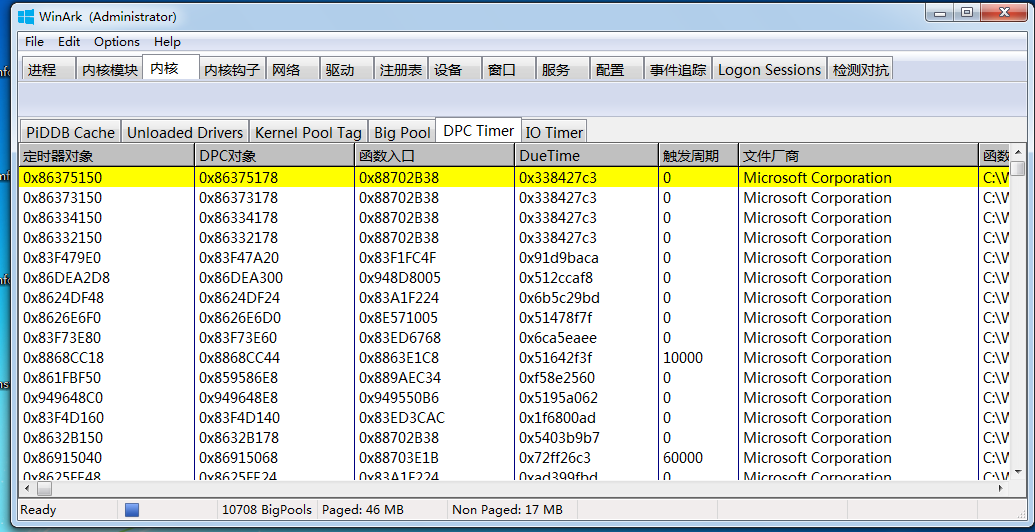 WinArk (Administrator)
File Edit Options Help
进程 内核模块 内核 内核钩子 网络 驱动 注册表 设备 窗口 服务 配置 事件追踪 Logon Sessions 检测对抗
PiDDB Cache Unloaded Drivers Kernel Pool Tag Big Pool DPC Timer IO Timer
定时器对象 DPC对象 函数入口 DueTime 触发周期 文件厂商 函数
0x86375150 0x86375178 0x88702B38 0x338427c3 0 Microsoft Corporation C:\W
0x86373150 0x86373178 0x88702B38 0x338427c3 0 Microsoft Corporation C:\W
0x86334150 0x86334178 0x88702B38 0x338427c3 0 Microsoft Corporation C:\W
0x86332150 0x86332178 0x88702B38 0x338427c3 0 Microsoft Corporation C:\W
0x83F479E0 0x83F47A20 0x83F1FC4F 0x91d9baca 0 Microsoft Corporation C:\W
0x86DEA2D8 0x86DEA300 0x948D8005 0x512ccaf8 0 Microsoft Corporation C:\W
0x8624DF48 0x8624DF24 0x83A1F224 0x6b5c29bd 0 Microsoft Corporation C:\W
0x8626E6F0 0x8626E6D0 0x8E571005 0x51478f7f 0 Microsoft Corporation C:\W
0x83F73E80 0x83F73E60 0x83ED6768 0x6ca5eaee 0 Microsoft Corporation C:\W
0x8868CC18 0x8868CC44 0x8863E1C8 0x51642f3f 10000 Microsoft Corporation C:\W
0x861FBF50 0x859586E8 0x889AEC34 0xf58e2560 0 Microsoft Corporation C:\W
0x949648C0 0x949648E8 0x949550B6 0x5195a062 0 Microsoft Corporation C:\W
0x83F4D160 0x83F4D140 0x83ED3CAC 0x1f6800ad 0 Microsoft Corporation C:\W
0x8632B150 0x8632B178 0x88702B38 0x5403b9b7 0 Microsoft Corporation C:\W
0x86915040 0x86915068 0x88703E1B 0x72ff26c3 60000 Microsoft Corporation C:\W
0x8625FF48 0x8625FF24 0x83A1F224 0xad399fbd 0 Microsoft Corporation C:\W
Ready 10708 BigPools Paged: 46 MB Non Paged: 17 MB